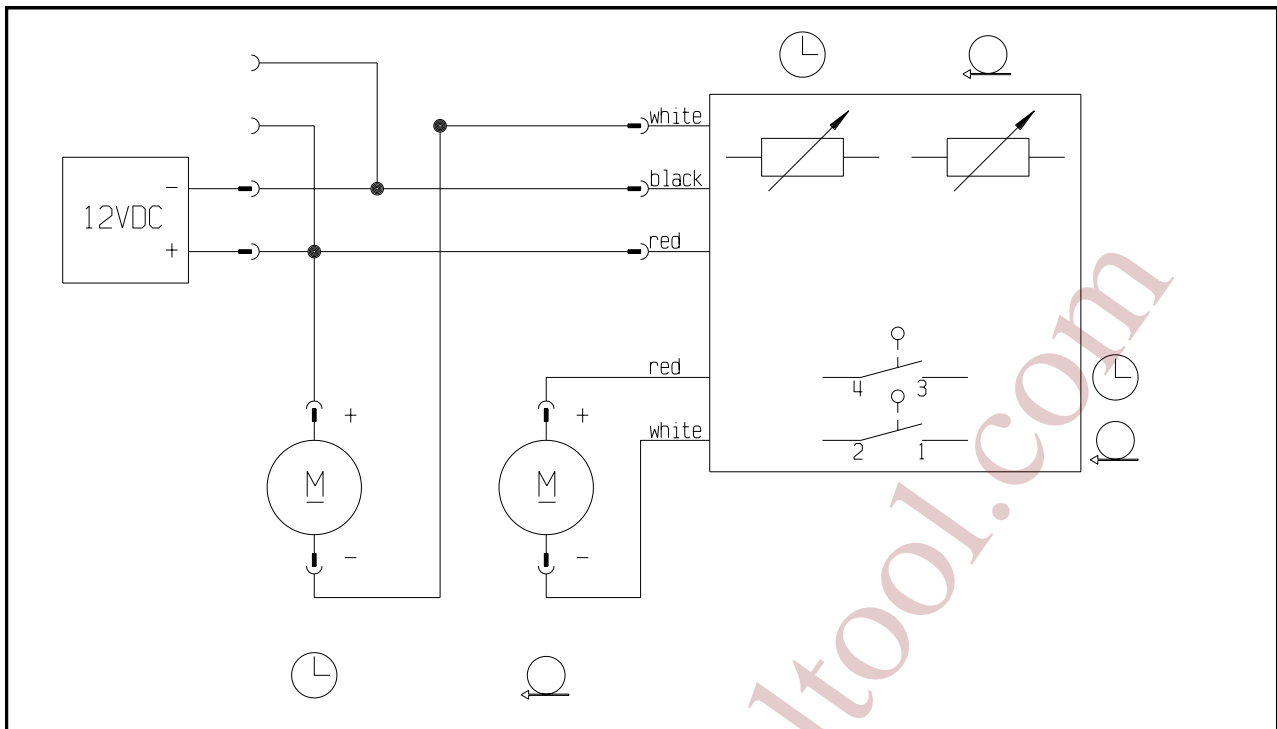 white
black
red
12VDC
−
+
red
white
4 3
2 1
+
−
M
+
−
M
ltool.com